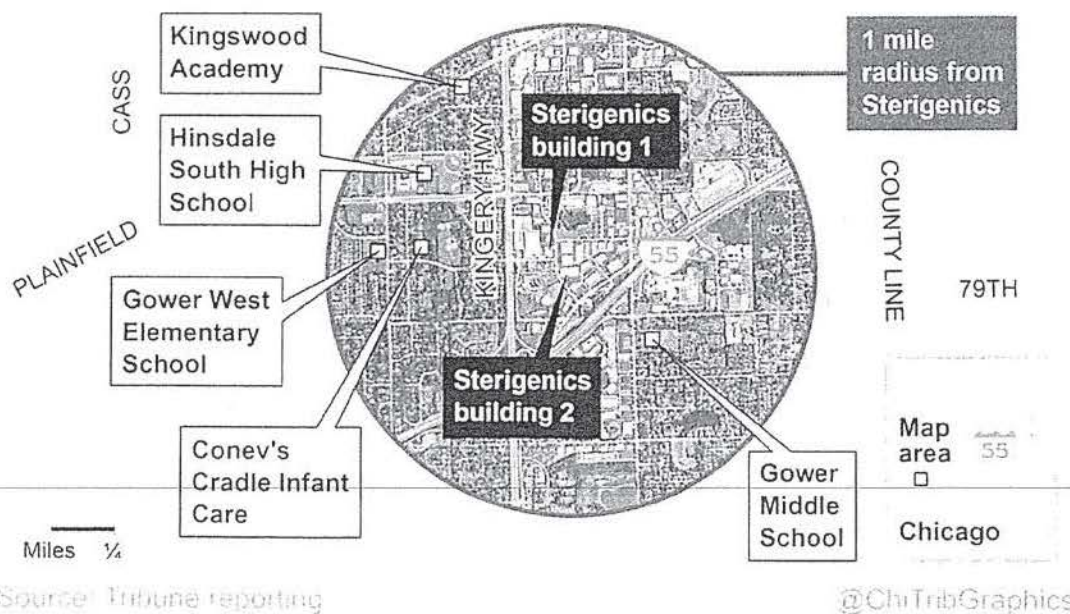 Kingswood
Academy
1 mile
radius from
Sterigenics
CASS
Sterigenics
building 1
Hinsdale
South High
School
KINGERY HWY
COUNTY LINE
PLAINFIELD
55
79TH
Gower West
Elementary
School
Sterigenics
building 2
Conev's
Cradle Infant
Care
Gower
Middle
School
Map
area
55
Chicago
Miles ¼
Source: Tribune reporting
@ChiTribGraphics